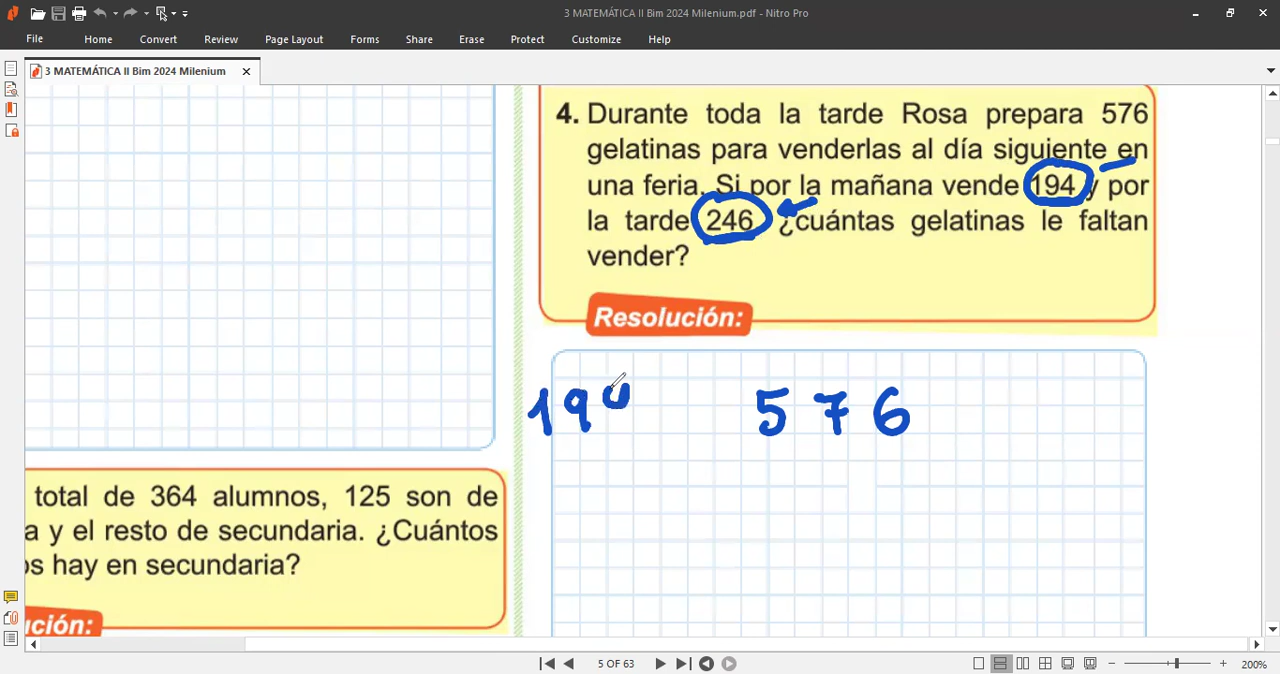 3 MATEMÁTICA II Bim 2024 Milenium.pdf - Nitro Pro
File Home Convert Review Page Layout Forms Share Erase Protect Customize Help
3 MATEMÁTICA II Bim 2024 Milenium
4. Durante toda la tarde Rosa prepara 576
gelatinas para venderlas al día siguiente en
una feria. Si por la mañana vende 194 y por
la tarde 246 ¿cuántas gelatinas le faltan
vender?
Resolución:
19
576
total de 364 alumnos, 125 son de
a y el resto de secundaria. ¿Cuántos
os hay en secundaria?
ución:
5 OF 63
200%